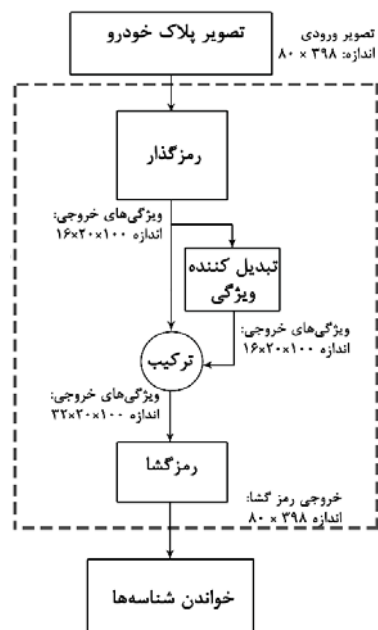 تصویر پلاک خودرو
تصویر ورودی
اندازه: ۳۹۸ × ۸۰
رمزگذار
ویژگی‌های خروجی:
اندازه ۱۰۰×۲۰×۱۶
تبدیل کننده
ویژگی
ویژگی‌های خروجی:
اندازه ۱۰۰×۲۰×۱۶
ترکیب
ویژگی‌های خروجی:
اندازه ۱۰۰×۲۰×۳۲
رمزگشا
خروجی رمز گشا:
اندازه ۳۹۸ × ۸۰
خواندن شناسه‌ها